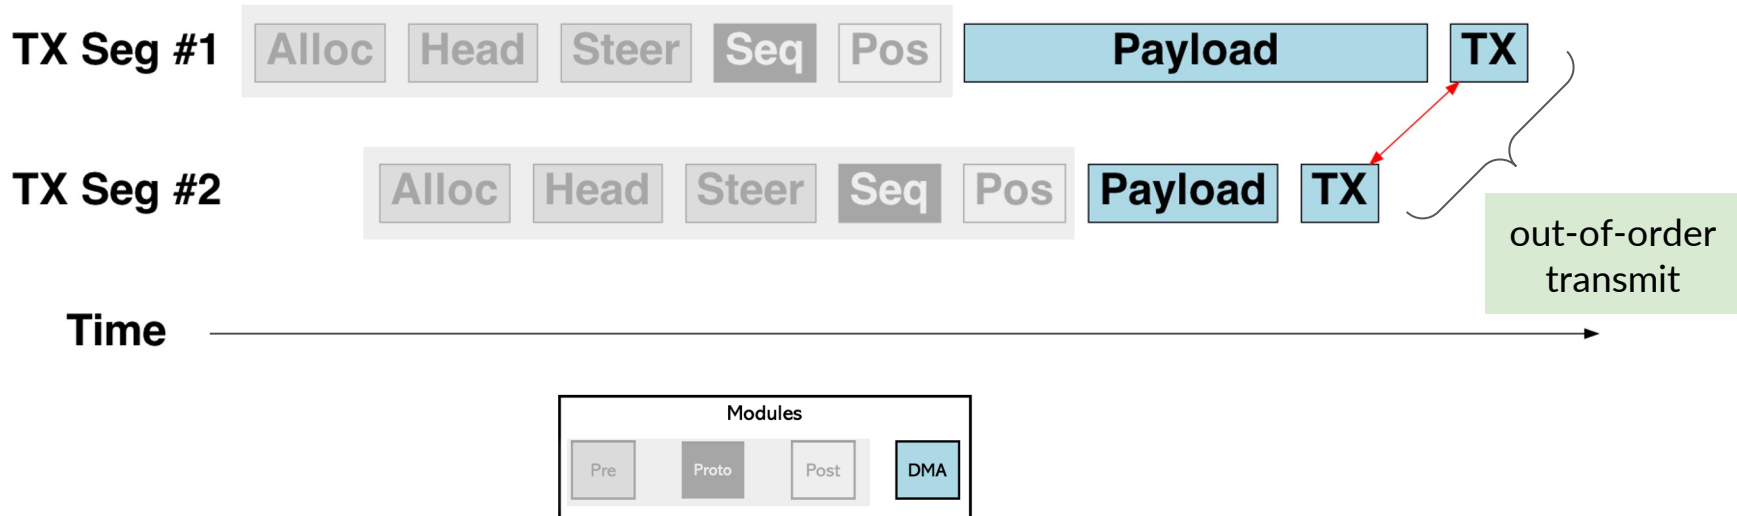 TX Seg #1 Alloc Head Steer Seq Pos Payload TX
TX Seg #2 Alloc Head Steer Seq Pos Payload TX
out-of-order
transmit
Time
Modules
Pre Proto Post DMA